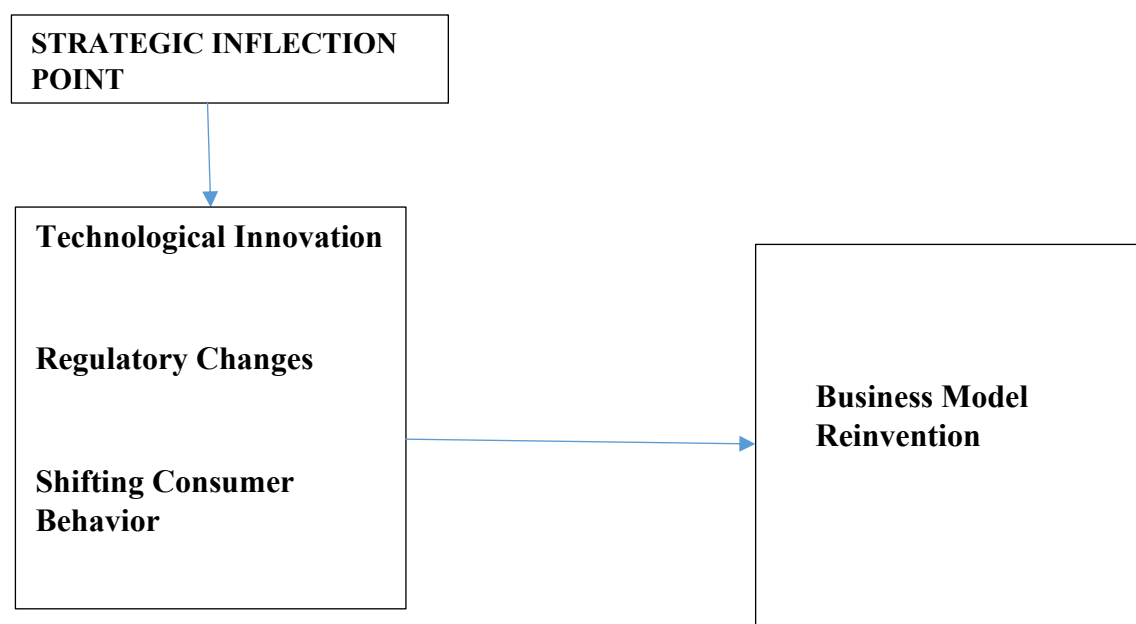 STRATEGIC INFLECTION
POINT
Technological Innovation
Regulatory Changes
Shifting Consumer
Behavior
Business Model
Reinvention